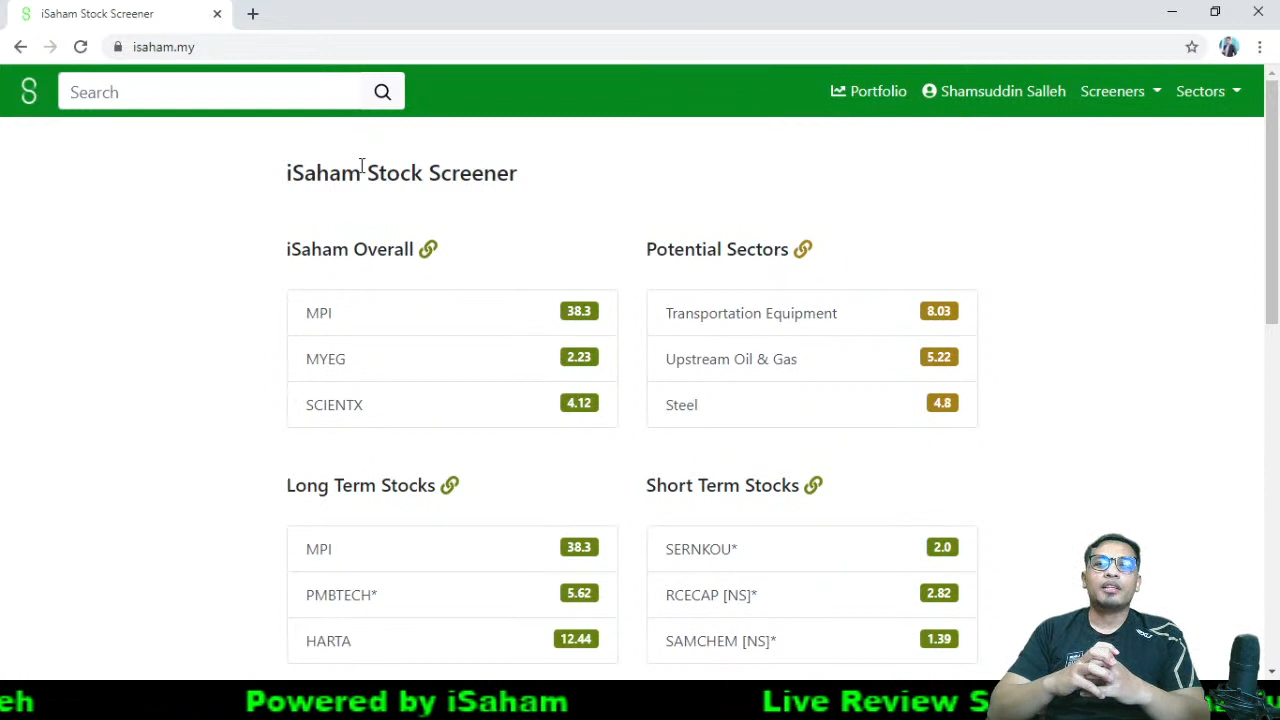 iSaham Stock Screener
isaham.my
Search
Portfolio
Shamsuddin Salleh
Screeners
Sectors
iSaham Stock Screener
iSaham Overall
MPI 38.3
MYEG 2.23
SCIENTX 4.12
Potential Sectors
Transportation Equipment 8.03
Upstream Oil & Gas 5.22
Steel 4.8
Long Term Stocks
MPI 38.3
PMBTECH* 5.62
HARTA 12.44
Short Term Stocks
SERNKOU* 2.0
RCECAP [NS]* 2.82
SAMCHEM [NS]* 1.39
eh Powered by iSaham Live Review S